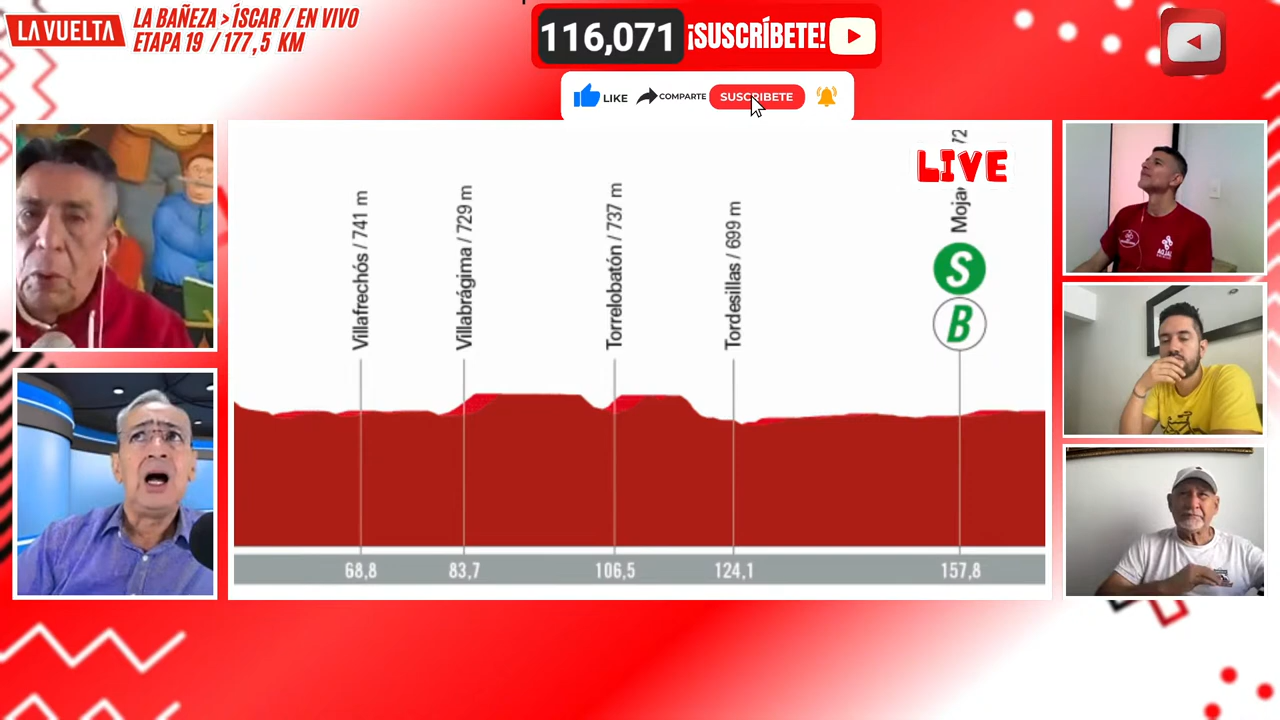 LA VUELTA
LA BAÑEZA > ÍSCAR / EN VIVO
ETAPA 19 / 177,5 KM
116,071 ¡SUSCRÍBETE!
LIKE COMPARTE SUSCRIBETE
LIVE
Villafrechós / 741 m
Villabrágima / 729 m
Torrelobatón / 737 m
Tordesillas / 699 m
S
B
68,8 83,7 106,5 124,1 157,8